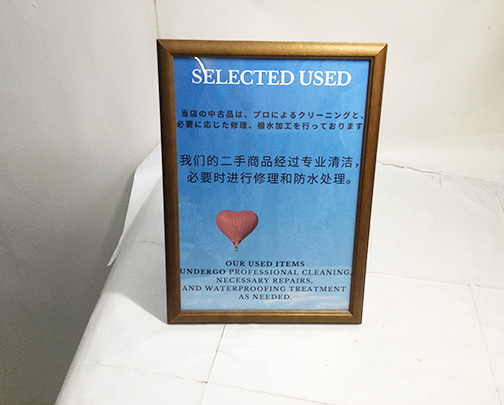 SELECTED USED
当店の中古品は、プロによるクリーニングと、
必要に応じた修理、撥水加工を行っております
我们的二手商品经过专业清洁，
必要时进行修理和防水处理。
OUR USED ITEMS
UNDERGO PROFESSIONAL CLEANING,
NECESSARY REPAIRS,
AND WATERPROOFING TREATMENT
AS NEEDED.